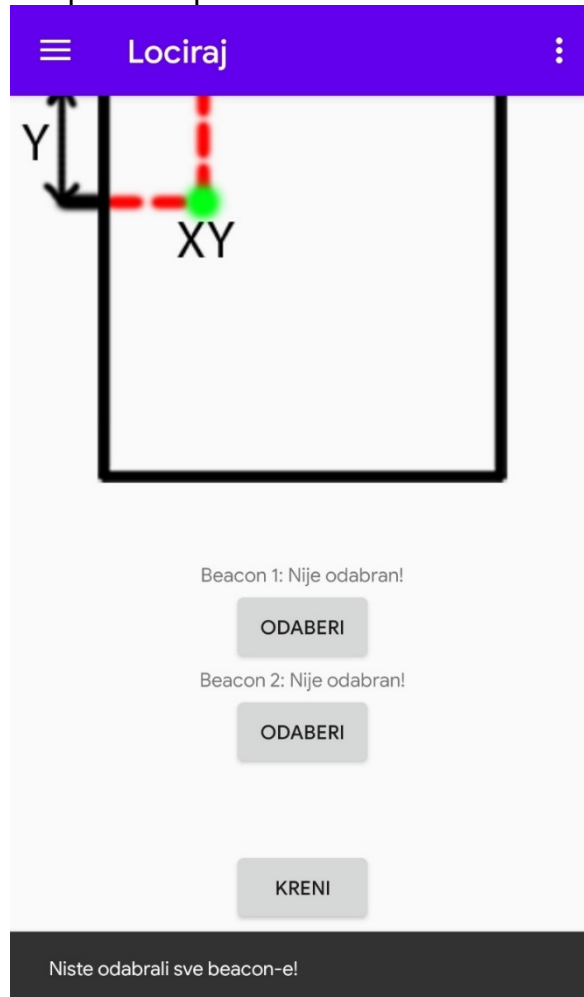 Lociraj
Y
XY
Beacon 1: Nije odabran!
ODABERI
Beacon 2: Nije odabran!
ODABERI
KRENI
Niste odabrali sve beacon-e!